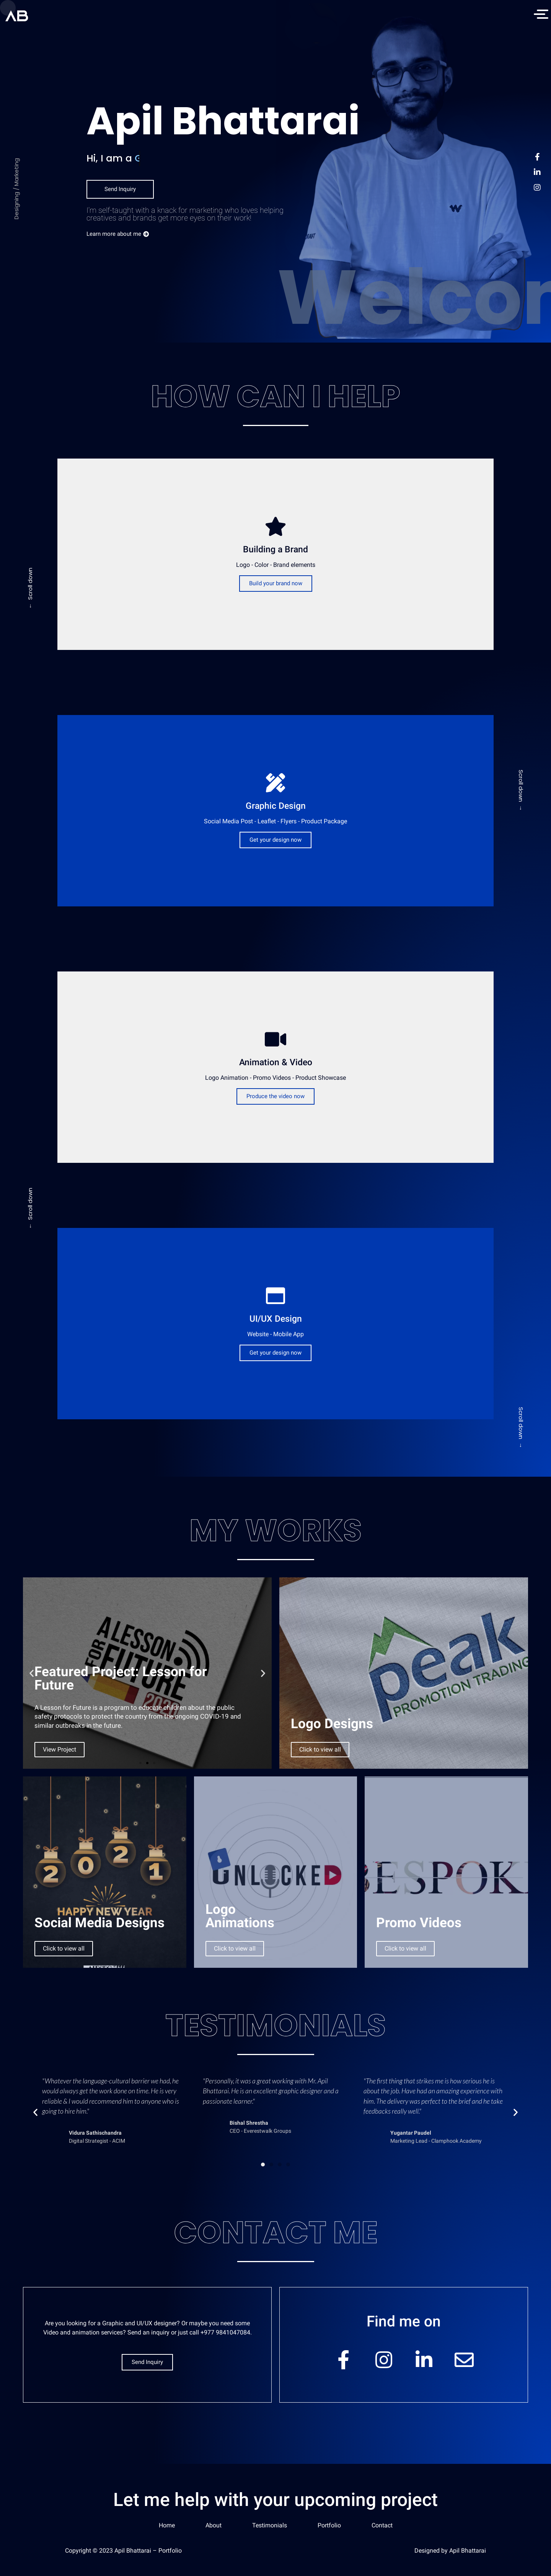 AB
Apil Bhattarai
Hi, I am a G
Designing / Marketing
Send Inquiry
I'm self-taught with a knack for marketing who loves helping
creatives and brands get more eyes on their work!
Learn more about me
Welcom
HOW CAN I HELP
Building a Brand
Logo - Color - Brand elements
Build your brand now
← Scroll down
Graphic Design
Social Media Post - Leaflet - Flyers - Product Package
Get your design now
Scroll down →
Animation & Video
Logo Animation - Promo Videos - Product Showcase
Produce the video now
← Scroll down
UI/UX Design
Website - Mobile App
Get your design now
Scroll down →
MY WORKS
FOR A LESSON
FUTURE
2020
Featured Project: Lesson for
Future
A Lesson for Future is a program to educate children about the public
safety protocols to protect the country from the ongoing COVID-19 and
similar outbreaks in the future.
View Project
peak
PROMOTION TRADING
Logo Designs
Click to view all
2021
HAPPY NEW YEAR
Social Media Designs
Click to view all
UNLOCKED
Logo
Animations
Click to view all
ESPOK
Promo Videos
Click to view all
TESTIMONIALS
"Whatever the language-cultural barrier we had, he
would always get the work done on time. He is very
reliable & I would recommend him to anyone who is
going to hire him."
Vidura Sathischandra
Digital Strategist - ACIM
"Personally, it was a great working with Mr. Apil
Bhattarai. He is an excellent graphic designer and a
passionate learner."
Bishal Shrestha
CEO - Everestwalk Groups
"The first thing that strikes me is how serious he is
about the job. Have had an amazing experience with
him. The delivery was perfect to the brief and he take
feedbacks really well."
Yugantar Paudel
Marketing Lead - Clamphook Academy
CONTACT ME
Are you looking for a Graphic and UI/UX designer? Or maybe you need some
Video and animation services? Send an inquiry or just call +977 9841047084.
Send Inquiry
Find me on
Let me help with your upcoming project
Home
About
Testimonials
Portfolio
Contact
Copyright © 2023 Apil Bhattarai – Portfolio
Designed by Apil Bhattarai